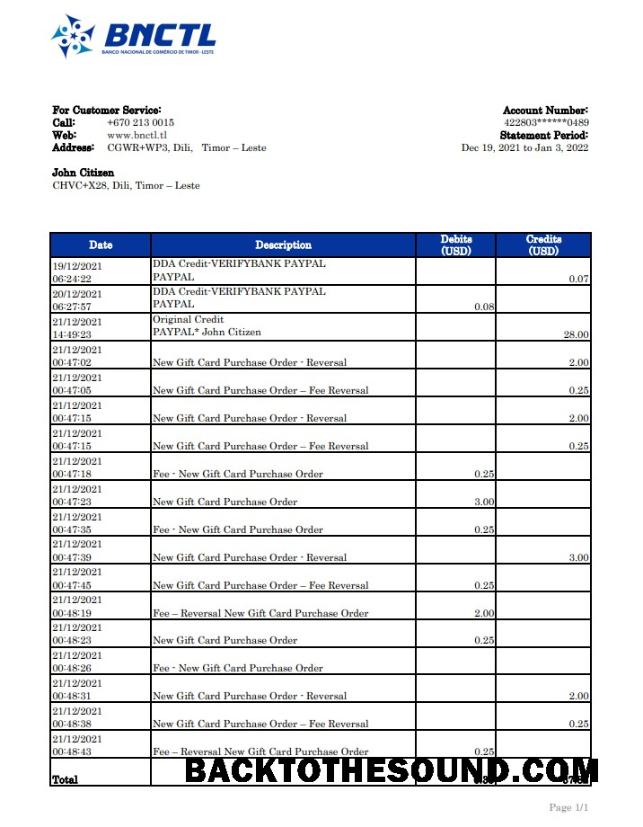 BNCTL
BANCO NACIONAL DE COMÉRCIO DE TIMOR-LESTE
For Customer Service:
Call: +670 213 0015
Web: www.bnctl.tl
Address: CGWR+WP3, Dili, Timor – Leste
Account Number:
422803******0489
Statement Period:
Dec 19, 2021 to Jan 3, 2022
John Citizen
CHVC+X28, Dili, Timor – Leste
Date Description Debits (USD) Credits (USD)
19/12/2021 DDA Credit-VERIFYBANK PAYPAL
06:24:22 PAYPAL 0.07
20/12/2021 DDA Credit-VERIFYBANK PAYPAL
06:27:57 PAYPAL 0.08
21/12/2021 Original Credit
14:49:23 PAYPAL* John Citizen 28.00
21/12/2021
00:47:02 New Gift Card Purchase Order - Reversal 2.00
21/12/2021
00:47:05 New Gift Card Purchase Order – Fee Reversal 0.25
21/12/2021
00:47:15 New Gift Card Purchase Order - Reversal 2.00
21/12/2021
00:47:15 New Gift Card Purchase Order – Fee Reversal 0.25
21/12/2021
00:47:18 Fee - New Gift Card Purchase Order 0.25
21/12/2021
00:47:23 New Gift Card Purchase Order 3.00
21/12/2021
00:47:35 Fee - New Gift Card Purchase Order 0.25
21/12/2021
00:47:39 New Gift Card Purchase Order - Reversal 3.00
21/12/2021
00:47:45 New Gift Card Purchase Order – Fee Reversal 0.25
21/12/2021
00:48:19 Fee – Reversal New Gift Card Purchase Order 2.00
21/12/2021
00:48:23 New Gift Card Purchase Order 0.25
21/12/2021
00:48:26 Fee - New Gift Card Purchase Order
21/12/2021
00:48:31 New Gift Card Purchase Order - Reversal 2.00
21/12/2021
00:48:38 New Gift Card Purchase Order – Fee Reversal 0.25
21/12/2021
00:48:43 Fee – Reversal New Gift Card Purchase Order 0.25
Total
BACKTOTHESOUND.COM
Page 1/1